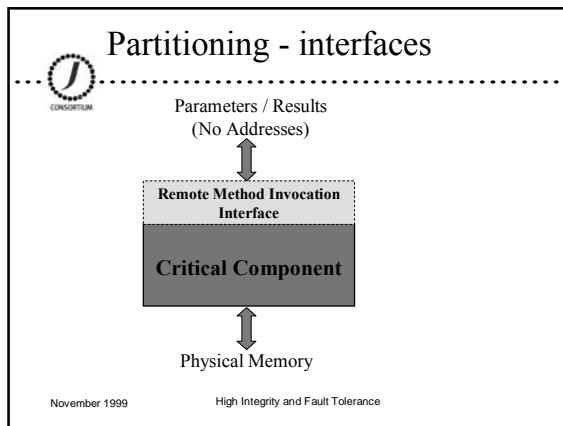 Partitioning - interfaces
J
CONSORTIUM
Parameters / Results
(No Addresses)
Remote Method Invocation
Interface
Critical Component
Physical Memory
November 1999
High Integrity and Fault Tolerance